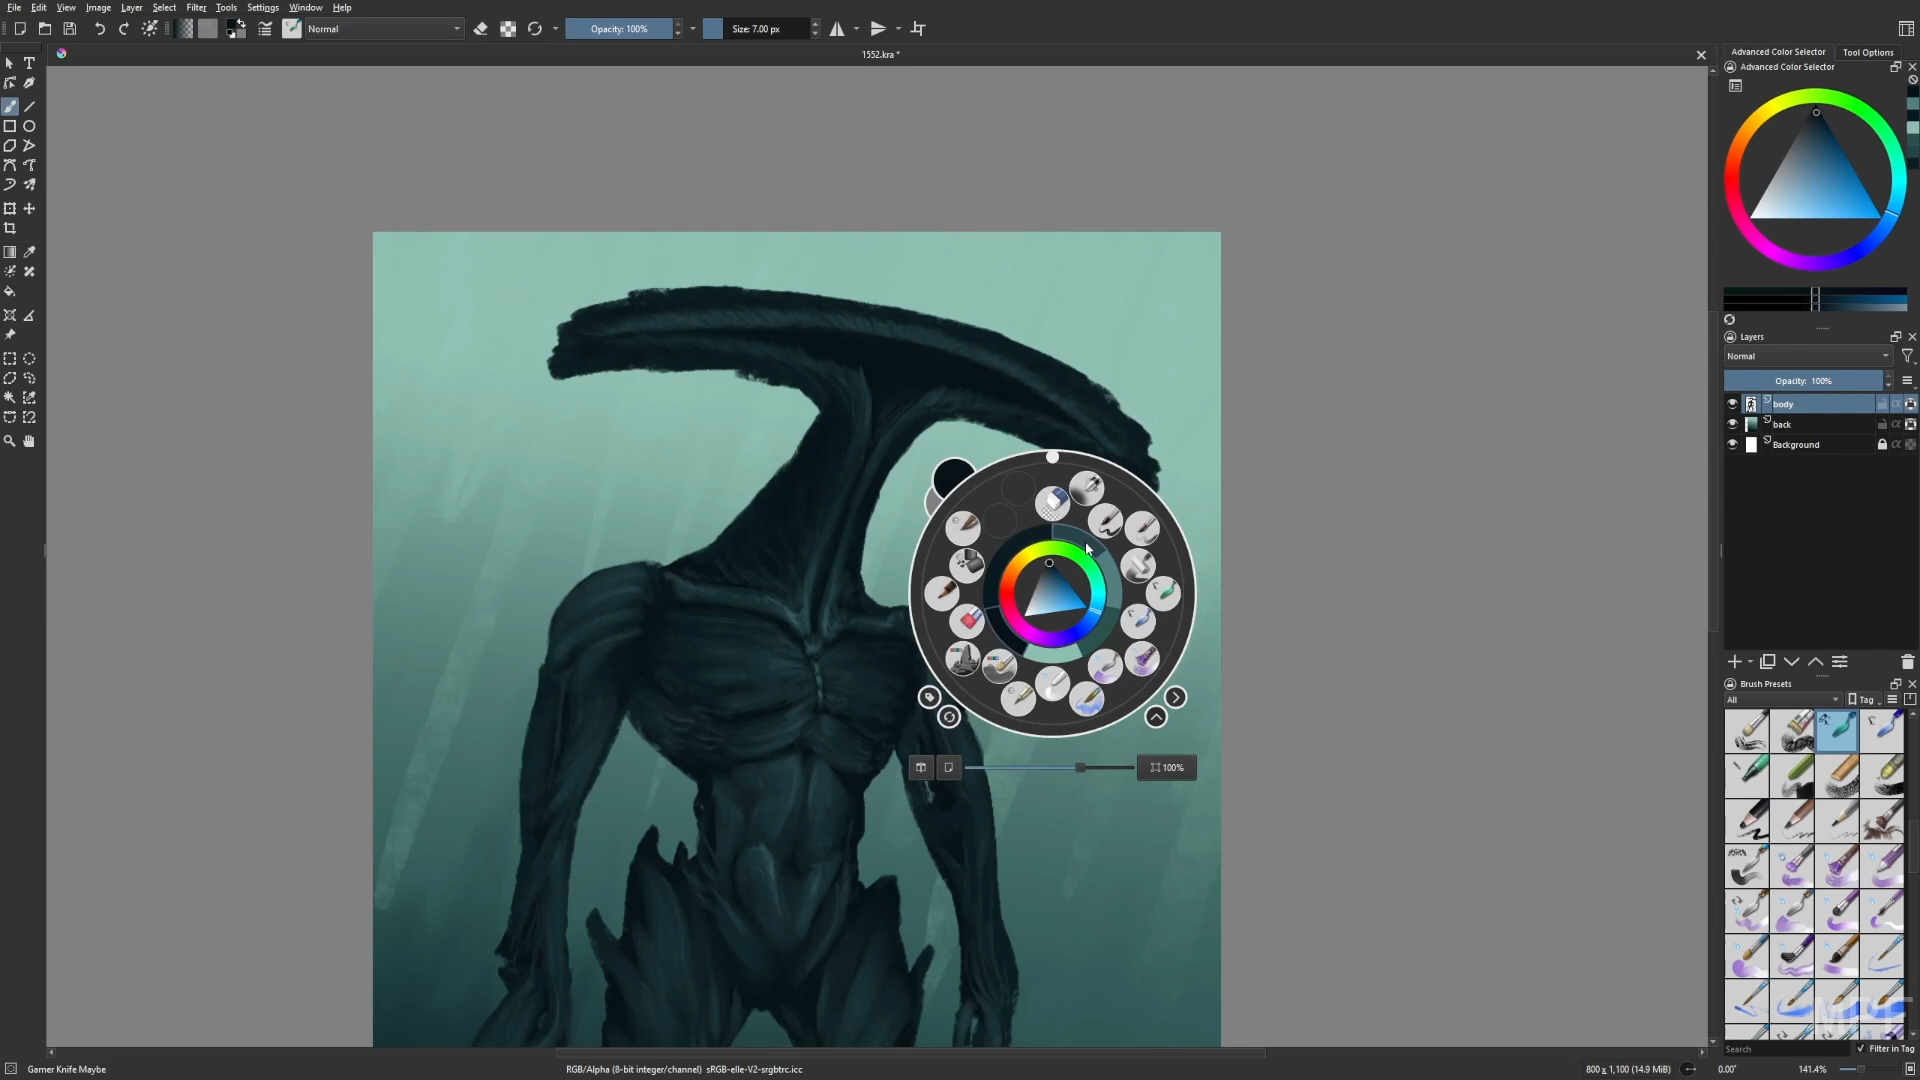 File Edit View Image Layer Select Filter Tools Settings Window Help
Normal
Opacity: 100%
Size: 7.00 px
1552.kra *
Advanced Color Selector
Tool Options
Advanced Color Selector
Layers
Normal
Opacity: 100%
body
back
Background
Brush Presets
All
Tag
100%
Search
Filter in Tag
Gamer Knife Maybe
RGB/Alpha (8-bit integer/channel) sRGB-elle-V2-srgbtrc.icc
800 x 1,100 (14.9 MiB)
0.00°
141.4%